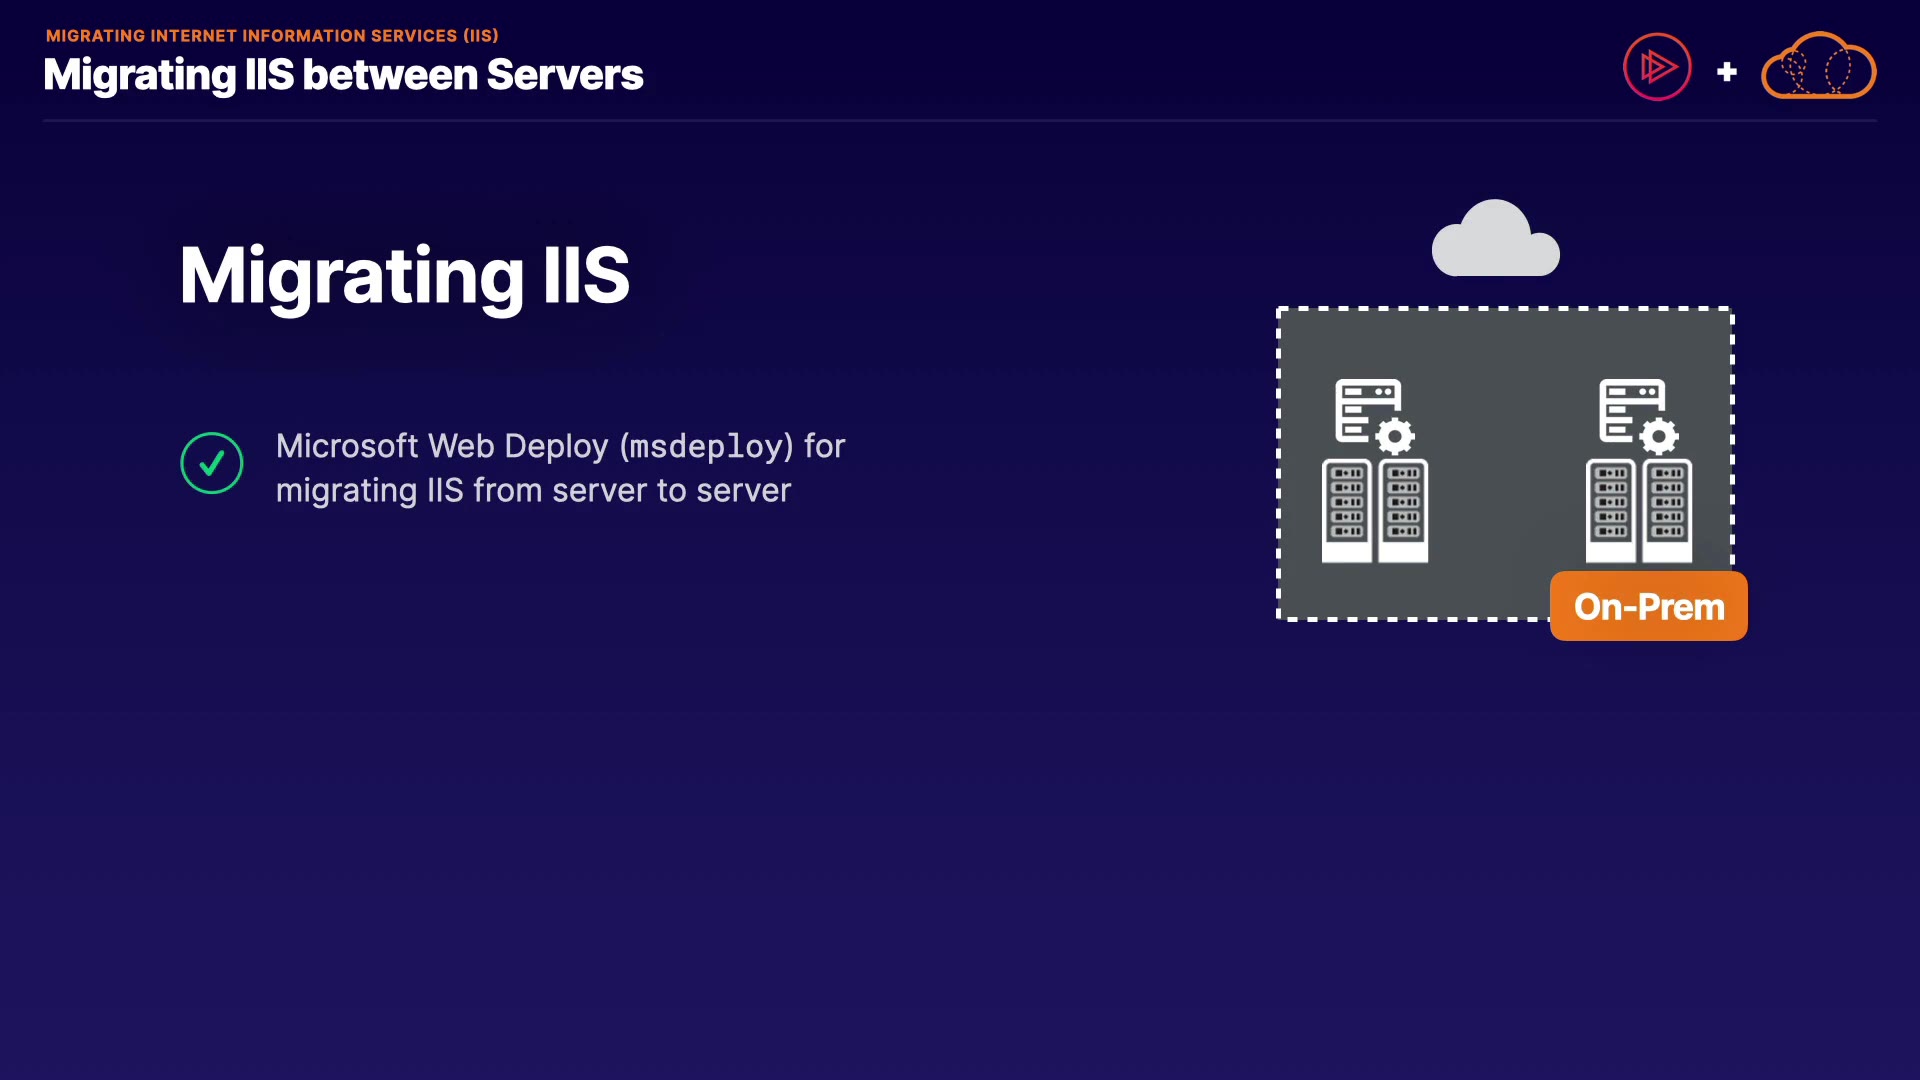 MIGRATING INTERNET INFORMATION SERVICES (IIS)
Migrating IIS between Servers
Migrating IIS
Microsoft Web Deploy (msdeploy) for
migrating IIS from server to server
On-Prem